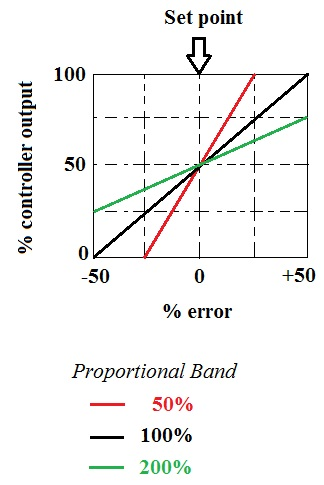 Set point
100
50
0
% controller output
-50 0 +50
% error
Proportional Band
50%
100%
200%